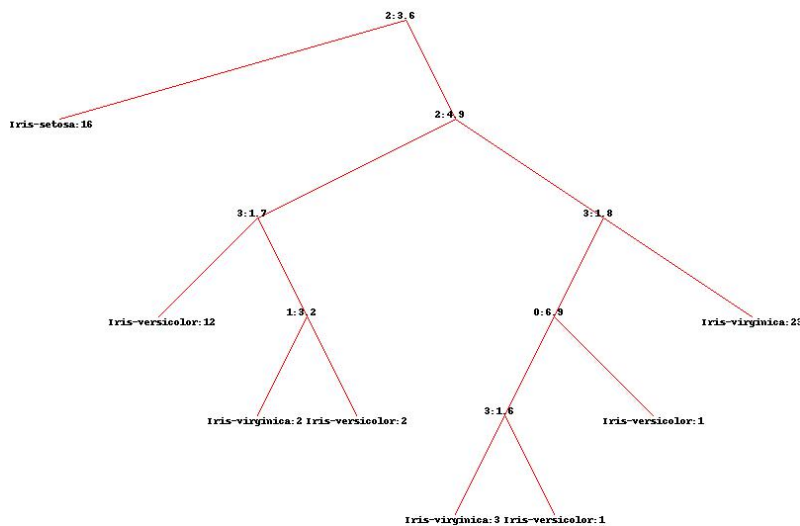 2:3.6
Iris-setosa:16
2:4.9
3:1.7
3:1.8
Iris-versicolor:12
1:3.2
0:6.9
Iris-virginica:23
Iris-virginica:2
Iris-versicolor:2
3:1.6
Iris-versicolor:1
Iris-virginica:3
Iris-versicolor:1